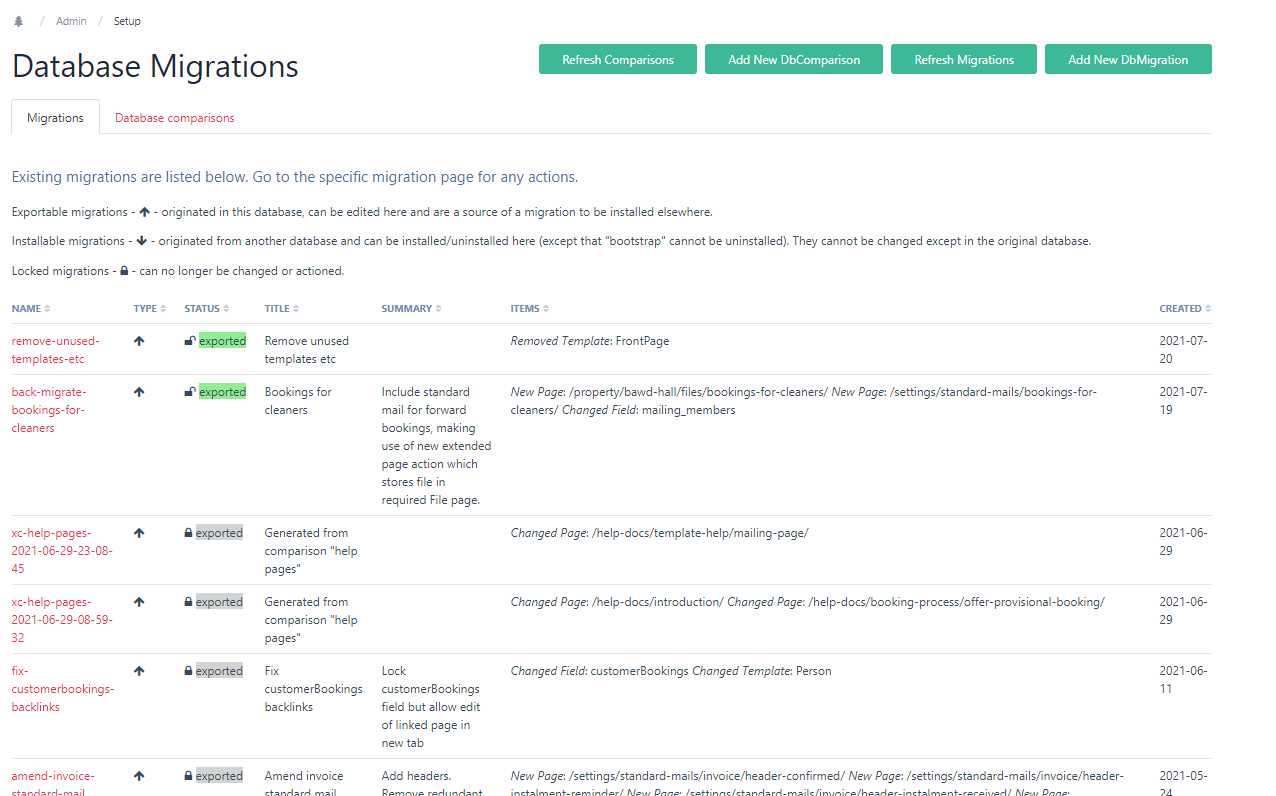 / Admin / Setup
Database Migrations
Refresh Comparisons
Add New DbComparison
Refresh Migrations
Add New DbMigration
Migrations
Database comparisons
Existing migrations are listed below. Go to the specific migration page for any actions.
Exportable migrations - - originated in this database, can be edited here and are a source of a migration to be installed elsewhere.
Installable migrations - - originated from another database and can be installed/uninstalled here (except that "bootstrap" cannot be uninstalled). They cannot be changed except in the original database.
Locked migrations - - can no longer be changed or actioned.
NAME TYPE STATUS TITLE SUMMARY ITEMS CREATED
remove-unused-
templates-etc
exported
Remove unused
templates etc
Removed Template: FrontPage
2021-07-
20
back-migrate-
bookings-for-
cleaners
exported
Bookings for
cleaners
Include standard
mail for forward
bookings, making
use of new extended
page action which
stores file in
required File page.
New Page: /property/bawd-hall/files/bookings-for-cleaners/ New Page: /settings/standard-mails/bookings-for-
cleaners/ Changed Field: mailing_members
2021-07-
19
xc-help-pages-
2021-06-29-23-08-
45
exported
Generated from
comparison "help
pages"
Changed Page: /help-docs/template-help/mailing-page/
2021-06-
29
xc-help-pages-
2021-06-29-08-59-
32
exported
Generated from
comparison "help
pages"
Changed Page: /help-docs/introduction/ Changed Page: /help-docs/booking-process/offer-provisional-booking/
2021-06-
29
fix-
customerbookings-
backlinks
exported
Fix
customerBookings
backlinks
Lock
customerBookings
field but allow edit
of linked page in
new tab
Changed Field: customerBookings Changed Template: Person
2021-06-
11
amend-invoice-
standard-mail
exported
Amend invoice
standard mail
Add headers.
Remove redundant
New Page: /settings/standard-mails/invoice/header-confirmed/ New Page: /settings/standard-mails/invoice/header-
instalment-reminder/ New Page: /settings/standard-mails/invoice/header-instalment-received/ New Page:
2021-05-
24